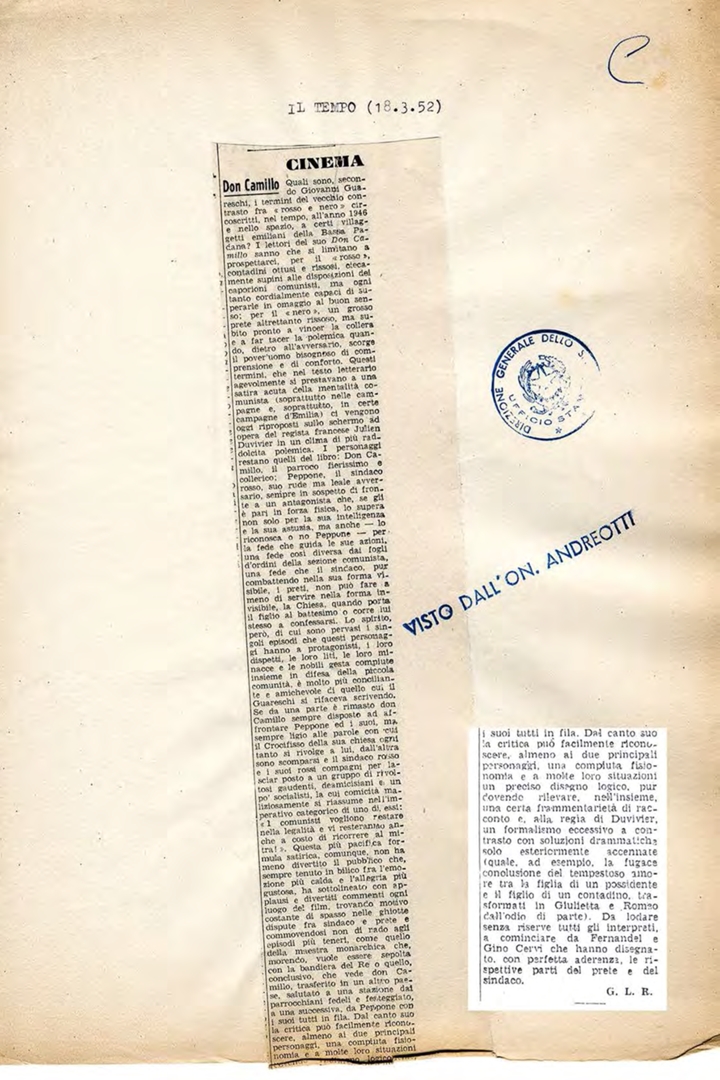 C
IL TEMPO (18.3.52)
CINEMA
Don Camillo Quali sono, secon-
do Giovanni Gua-
reschi, i termini del vecchio con-
trasto fra « rosso e nero » cir-
coscritti, nel tempo, all'anno 1946
e nello spazio, a certi villag-
getti emiliani della Bassa Pa-
dana? I lettori del suo Don Ca-
millo sanno che si limitano a
prospettarci, per il « rosso »,
contadini ottusi e rissosi, cieca-
mente supini alle disposizioni dei
caporioni comunisti, ma ogni
tanto cordialmente capaci di su-
perarle in omaggio al buon sen-
so; per il « nero », un grosso
prete altrettanto rissoso, ma su-
bito pronto a vincer la collera
e a far tacer la polemica quan-
do, dietro all'avversario, scorge
il pover'uomo bisognoso di com-
prensione e di conforto. Questi
termini, che nel testo letterario
agevolmente si prestavano a una
satira acuta della mentalità co-
munista (soprattutto nelle cam-
pagne e, soprattutto, in certe
campagne d'Emilia) ci vengono
oggi riproposti sullo schermo ad
opera del regista francese Julien
Duvivier in un clima di più rad-
dolcita polemica. I personaggi
restano quelli del libro: Don Ca-
millo, il parroco fierissimo e
collerico; Peppone, il sindaco
rosso, suo rude ma leale avver-
sario, sempre in sospetto di fron-
te a un antagonista che, se gli
è pari in forza fisica, lo supera
non solo per la sua intelligenza
e la sua astuzia, ma anche — lo
riconosca o no Peppone — per
la fede che guida le sue azioni,
una fede così diversa dai fogli
d'ordini della sezione comunista,
una fede che il sindaco, pur
combattendo nella sua forma vi-
sibile, i preti, non può fare a
meno di servire nella forma in-
visibile, la Chiesa, quando porta
il figlio al battesimo o corre lui
stesso a confessarsi. Lo spirito,
però, di cui sono pervasi i sin-
goli episodi che questi personag-
gi hanno a protagonisti, i loro
dispetti, le loro liti, le loro mi-
nacce e le nobili gesta compiute
insieme in difesa della piccola
comunità, è molto più concilian-
te e amichevole di quello cui il
Guareschi si rifaceva scrivendo.
Se da una parte è rimasto don
Camillo sempre disposto ad af-
frontare Peppone ed i suoi, ma
sempre ligio alle parole con cui
il Crocifisso della sua chiesa ogni
tanto si rivolge a lui, dall'altra
sono scomparsi e il sindaco rosso
e i suoi rossi compagni per la-
sciar posto a un gruppo di rivol-
tosi gaudenti, deamicisiani e un
po' socialisti, la cui comicità ma-
liziosamente si riassume nell'im-
perativo categorico di uno di essi:
« I comunisti vogliono restare
nella legalità e vi resteranno an-
che a costo di ricorrere al mi-
tra! ». Questa più pacifica for-
mula satirica, comunque, non ha
meno divertito il pubblico che,
sempre tenuto in bilico fra l'emo-
zione più calda e l'allegria più
gustosa, ha sottolineato con ap-
plausi e divertiti commenti ogni
luogo del film, trovando motivo
costante di spasso nelle ghiotte
dispute fra sindaco e prete e
commovendosi non di rado agli
episodi più teneri, come quello
della maestra monarchica che,
morendo, vuole essere sepolta
con la bandiera del Re o quello,
conclusivo, che vede don Ca-
millo, trasferito in un altro pae-
se, salutato a una stazione dai
parrocchiani fedeli e festeggiato,
a una successiva, da Peppone con
i suoi tutti in fila. Dal canto suo
la critica può facilmente ricono-
scere, almeno ai due principali
personaggi, una compiuta fisio-
nomia e a molte loro situazioni
DIREZIONE GENERALE DELLO S
UFFICIO STAM
VISTO DALL'ON. ANDREOTTI
i suoi tutti in fila. Dal canto suo
la critica può facilmente ricono-
scere, almeno ai due principali
personaggi, una compiuta fisio-
nomia e a molte loro situazioni
un preciso disegno logico, pur
dovendo rilevare, nell'insieme,
una certa frammentarietà di rac-
conto e, alla regia di Duvivier,
un formalismo eccessivo a con-
trasto con soluzioni drammatiche
solo esteriormente accennate
(quale, ad esempio, la fugace
conclusione del tempestoso amo-
re tra la figlia di un possidente
e il figlio di un contadino, tra-
sformati in Giulietta e Romeo
dall'odio di parte). Da lodare
senza riserve tutti gli interpreti,
a cominciare da Fernandel e
Gino Cervi che hanno disegna-
to, con perfetta aderenza, le ri-
spettive parti del prete e del
sindaco.
G. L. R.